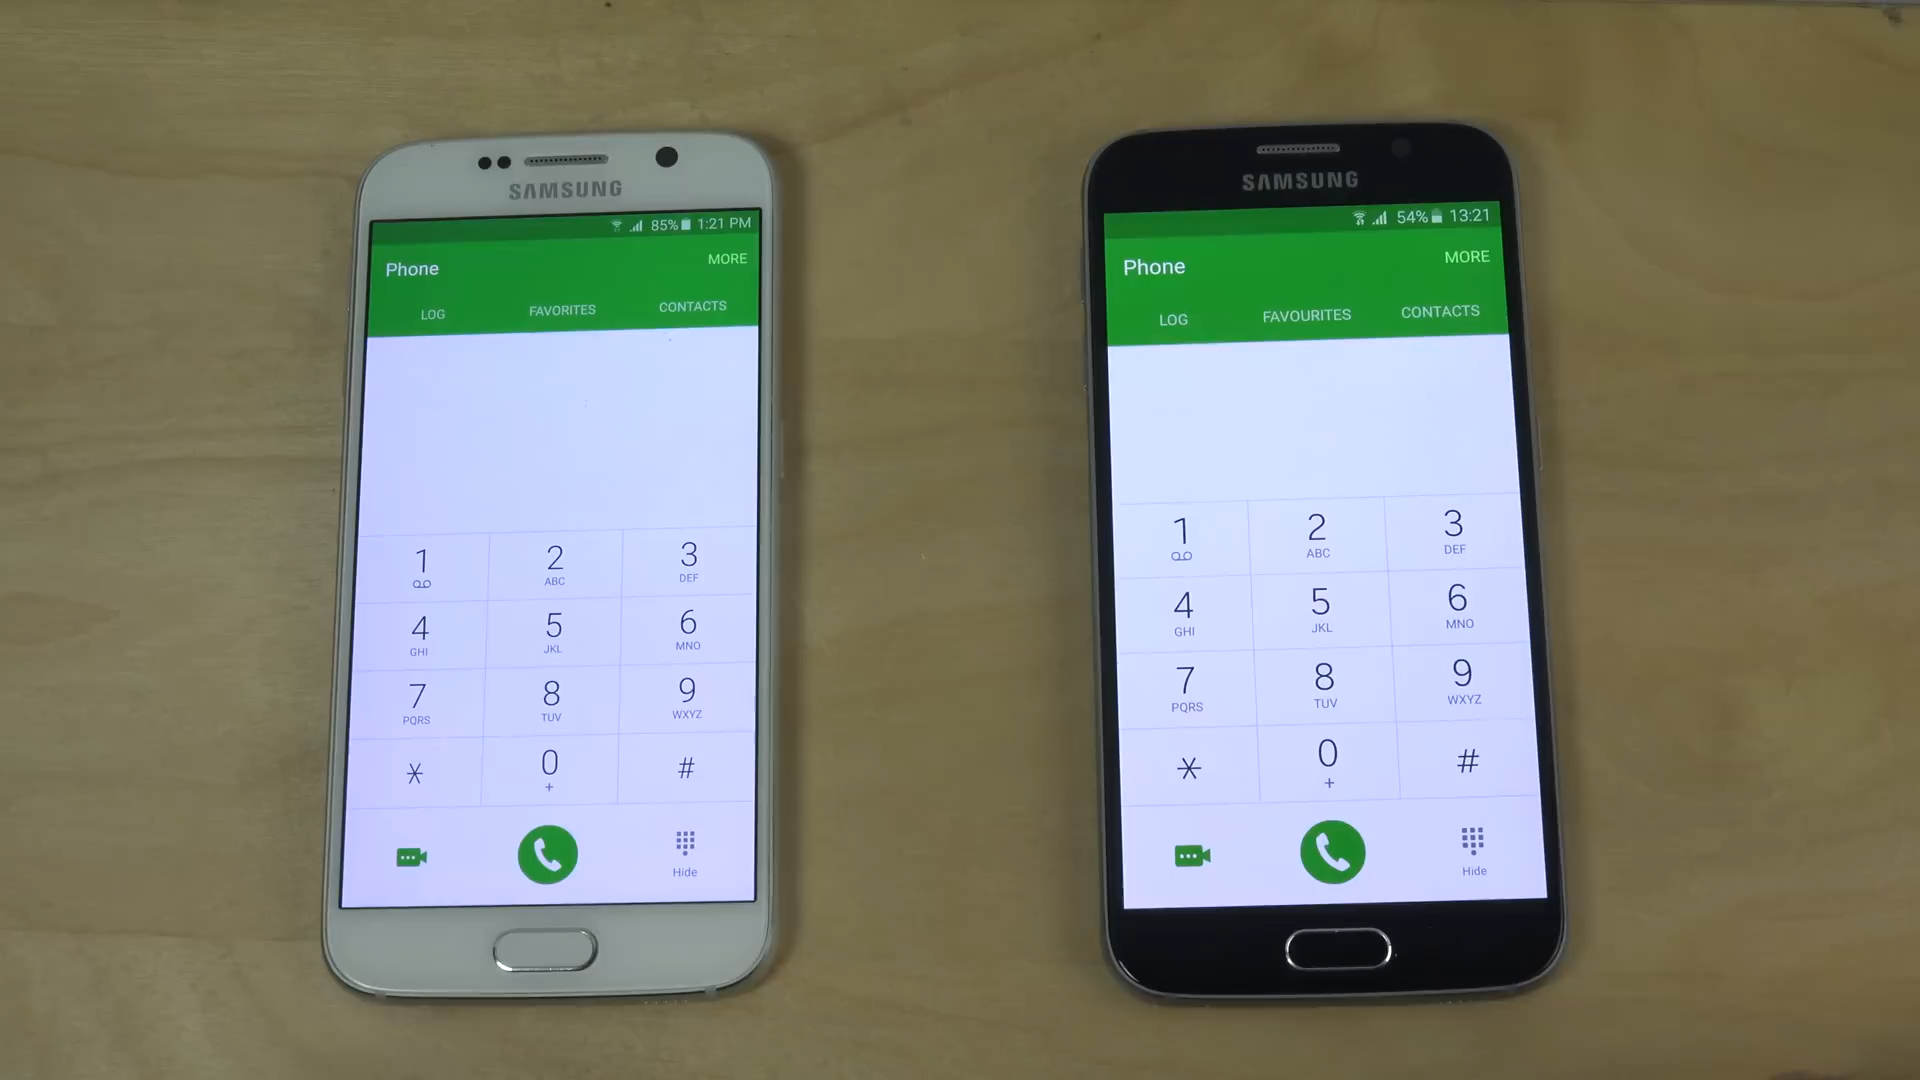 SAMSUNG
85% 1:21 PM
Phone
MORE
LOG FAVORITES CONTACTS
1 2 3
ABC DEF
4 5 6
GHI JKL MNO
7 8 9
PQRS TUV WXYZ
* 0 #
+
Hide
SAMSUNG
54% 13:21
Phone
MORE
LOG FAVOURITES CONTACTS
1 2 3
ABC DEF
4 5 6
GHI JKL MNO
7 8 9
PQRS TUV WXYZ
* 0 #
+
Hide